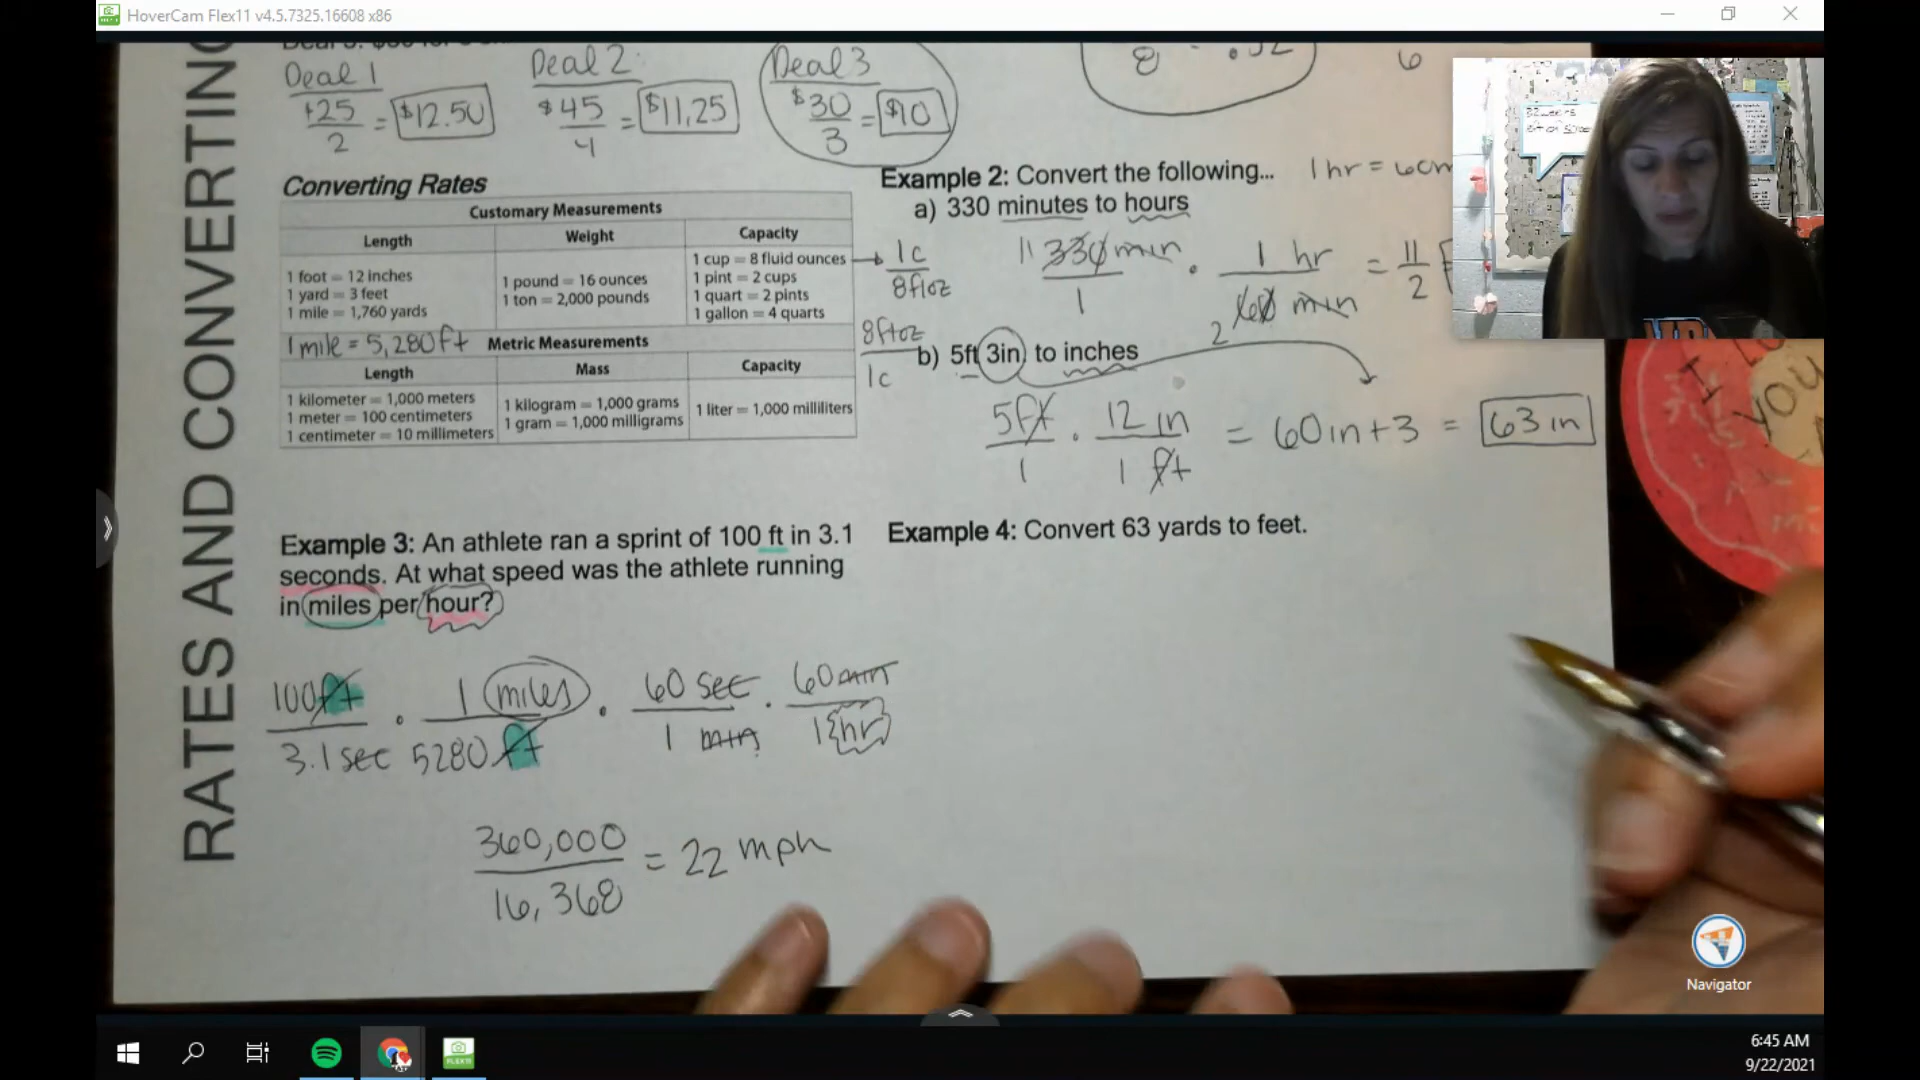 HoverCam Flex11 v4.5.7325.16608 x86
RATES AND CONVERTING
Deal 1
$25/2 = $12.50
Deal 2
$45/4 = $11,25
Deal 3
$30/3 = $10
8
.32
6
Converting Rates
Customary Measurements
Length Weight Capacity
1 foot = 12 inches
1 yard = 3 feet
1 mile = 1,760 yards
1 pound = 16 ounces
1 ton = 2,000 pounds
1 cup = 8 fluid ounces
1 pint = 2 cups
1 quart = 2 pints
1 gallon = 4 quarts
1c/8floz
8floz/1c
1 mile = 5,280ft
Metric Measurements
Length Mass Capacity
1 kilometer = 1,000 meters
1 meter = 100 centimeters
1 centimeter = 10 millimeters
1 kilogram = 1,000 grams
1 gram = 1,000 milligrams
1 liter = 1,000 milliliters
Example 2: Convert the following...
1 hr = 60m
a) 330 minutes to hours
11 330 min/1 · 1 hr/60 min 2 = 11/2
b) 5ft 3in to inches
5ft/1 · 12 in/1 ft = 60in+3 = 63 in
Example 3: An athlete ran a sprint of 100 ft in 3.1
seconds. At what speed was the athlete running
in miles per hour?
100ft/3.1sec · 1 miles/5280 ft · 60 sec/1 min · 60min/1 hr
360,000/16,368 = 22 mph
Example 4: Convert 63 yards to feet.
YOU
Navigator
FLEX11
6:45 AM
9/22/2021